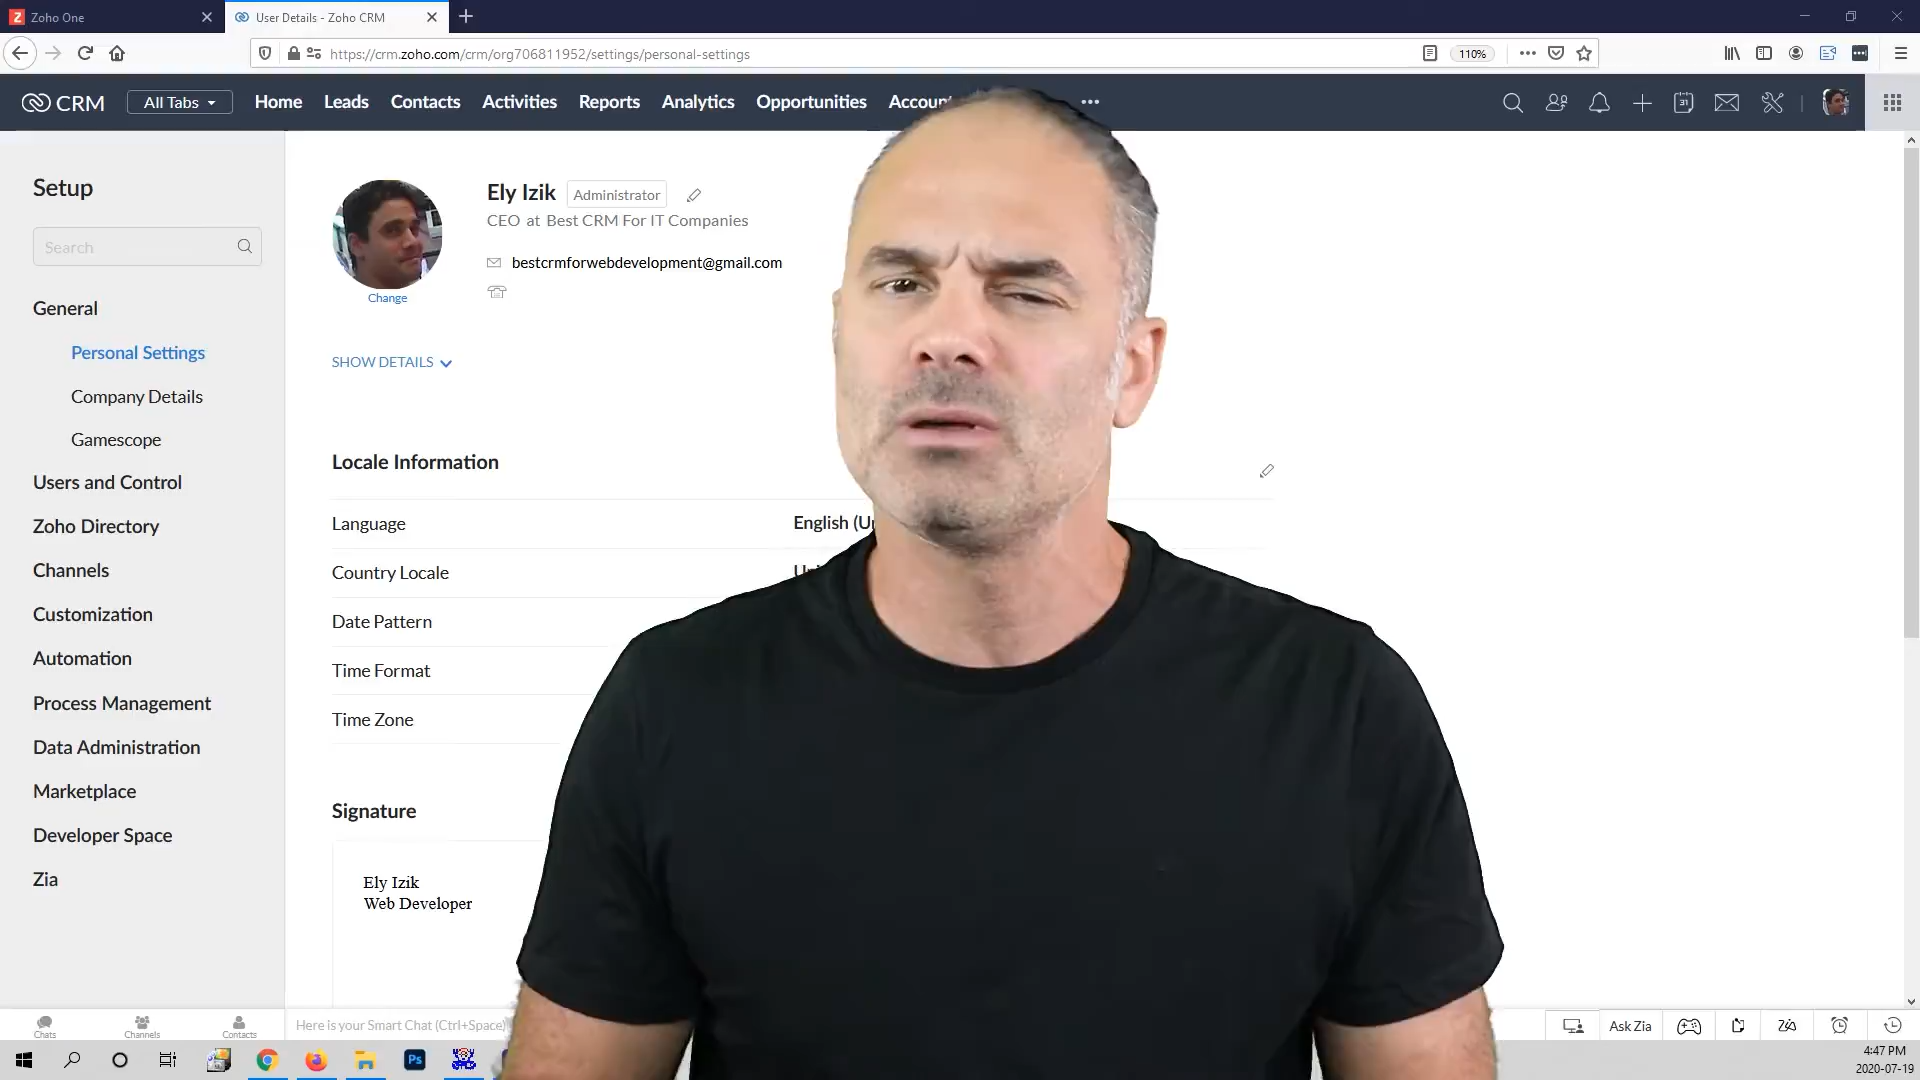 Zoho One
User Details - Zoho CRM
https://crm.zoho.com/crm/org706811952/settings/personal-settings
110%
CRM
All Tabs
Home
Leads
Contacts
Activities
Reports
Analytics
Opportunities
31
Setup
Search
General
Personal Settings
Company Details
Gamescope
Users and Control
Zoho Directory
Channels
Customization
Automation
Process Management
Data Administration
Marketplace
Developer Space
Zia
Ely Izik
Administrator
CEO at Best CRM For IT Companies
bestcrmforwebdevelopment@gmail.com
Change
SHOW DETAILS
Locale Information
Language
English
Country Locale
Date Pattern
Time Format
Time Zone
Signature
Ely Izik
Web Developer
Chats
Channels
Contacts
Here is your Smart Chat (Ctrl+Space)
Ask Zia
Ps
4:47 PM
2020-07-19